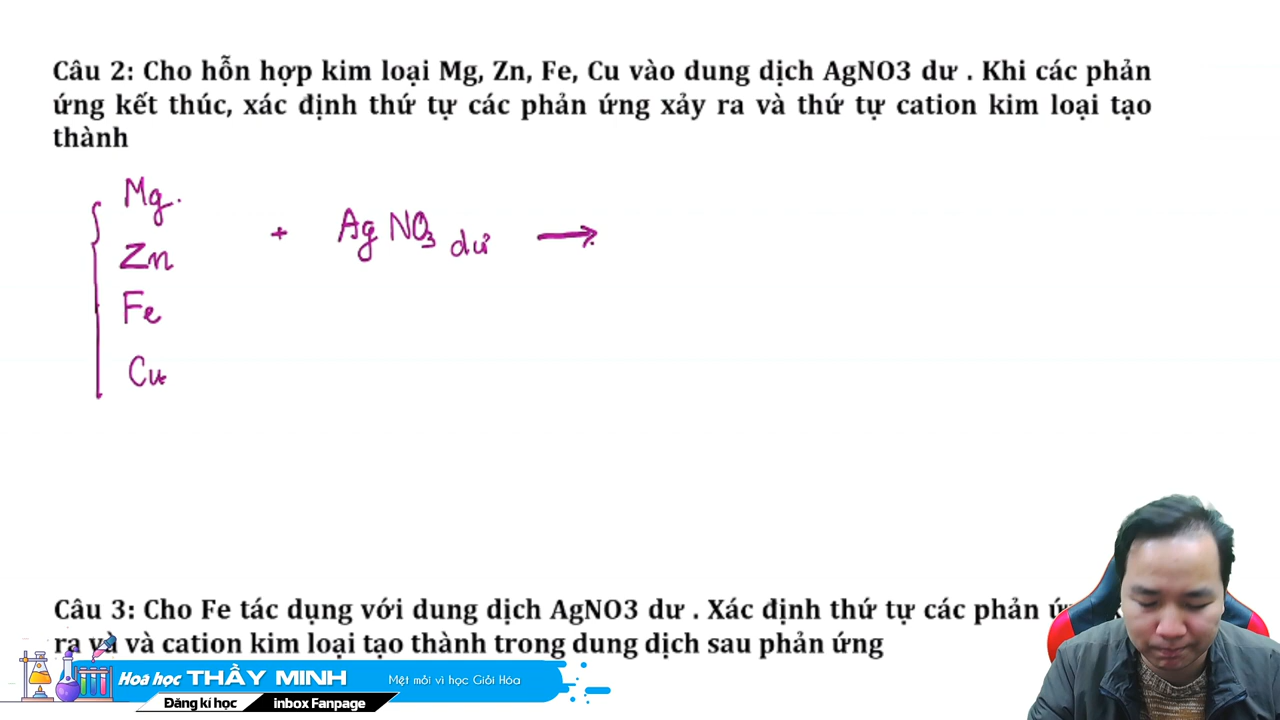 Câu 2: Cho hỗn hợp kim loại Mg, Zn, Fe, Cu vào dung dịch AgNO3 dư . Khi các phản
ứng kết thúc, xác định thứ tự các phản ứng xảy ra và thứ tự cation kim loại tạo
thành
Mg.
Zn
Fe
Cu
+ AgNO3 dư →
Câu 3: Cho Fe tác dụng với dung dịch AgNO3 dư . Xác định thứ tự các phản
ra và và cation kim loại tạo thành trong dung dịch sau phản ứng
Hoá học THẦY MINH
Mệt mỏi vì học Giỏi Hóa
Đăng kí học
inbox Fanpage